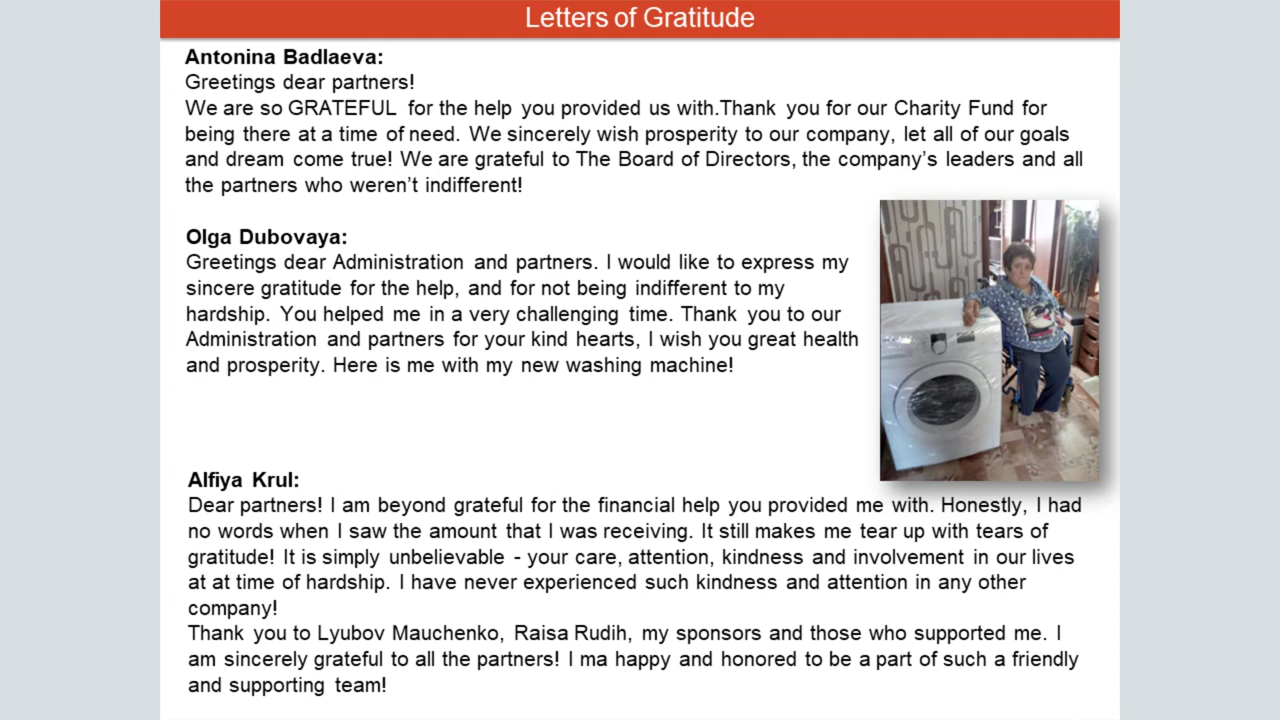 Letters of Gratitude
Antonina Badlaeva:
Greetings dear partners!
We are so GRATEFUL for the help you provided us with.Thank you for our Charity Fund for
being there at a time of need. We sincerely wish prosperity to our company, let all of our goals
and dream come true! We are grateful to The Board of Directors, the company's leaders and all
the partners who weren't indifferent!
Olga Dubovaya:
Greetings dear Administration and partners. I would like to express my
sincere gratitude for the help, and for not being indifferent to my
hardship. You helped me in a very challenging time. Thank you to our
Administration and partners for your kind hearts, I wish you great health
and prosperity. Here is me with my new washing machine!
Alfiya Krul:
Dear partners! I am beyond grateful for the financial help you provided me with. Honestly, I had
no words when I saw the amount that I was receiving. It still makes me tear up with tears of
gratitude! It is simply unbelievable - your care, attention, kindness and involvement in our lives
at at time of hardship. I have never experienced such kindness and attention in any other
company!
Thank you to Lyubov Mauchenko, Raisa Rudih, my sponsors and those who supported me. I
am sincerely grateful to all the partners! I ma happy and honored to be a part of such a friendly
and supporting team!